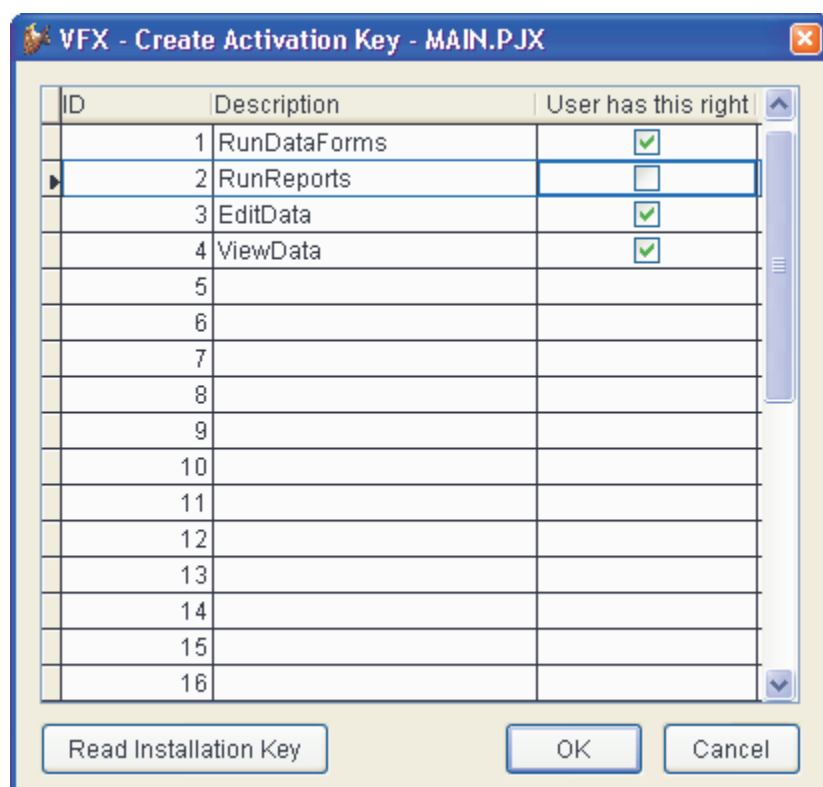 VFX - Create Activation Key - MAIN.PJX
ID Description User has this right
1 RunDataForms
2 RunReports
3 EditData
4 ViewData
5
6
7
8
9
10
11
12
13
14
15
16
Read Installation Key OK Cancel